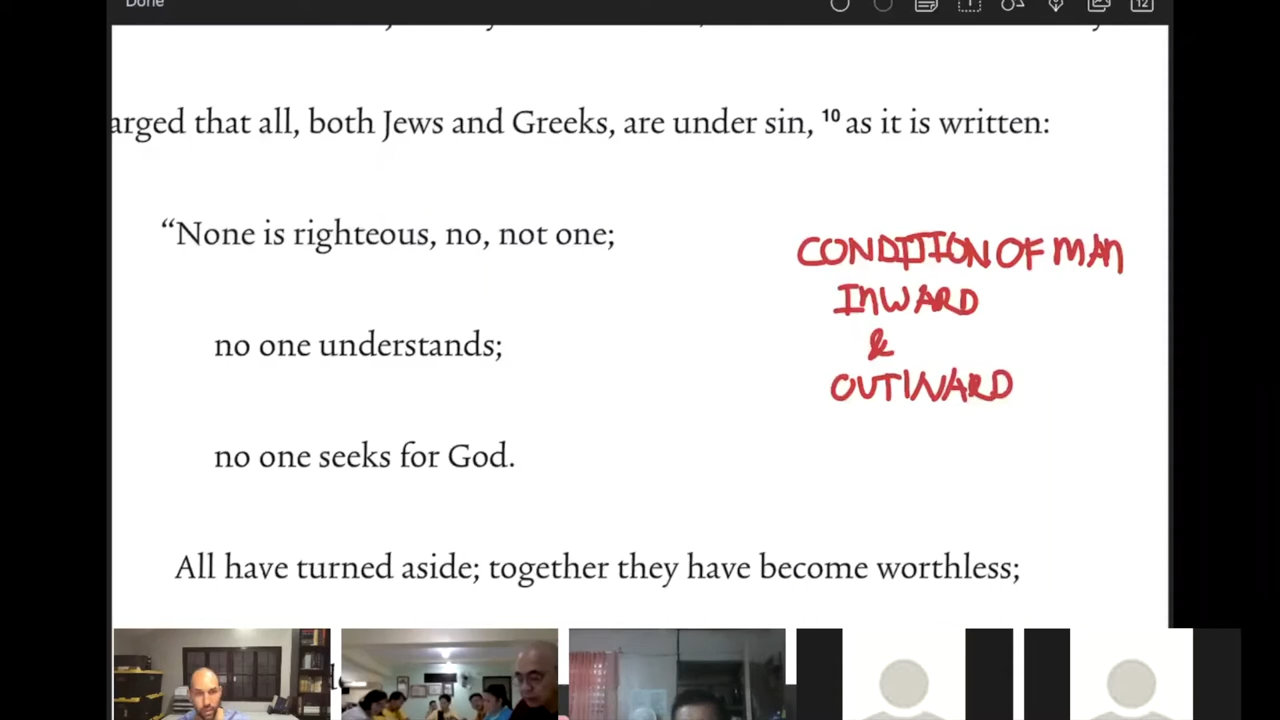 Done
12
arged that all, both Jews and Greeks, are under sin, 10 as it is written:
“None is righteous, no, not one;
CONDITION OF MAN
INWARD
no one understands;
&
OUTWARD
no one seeks for God.
All have turned aside; together they have become worthless;